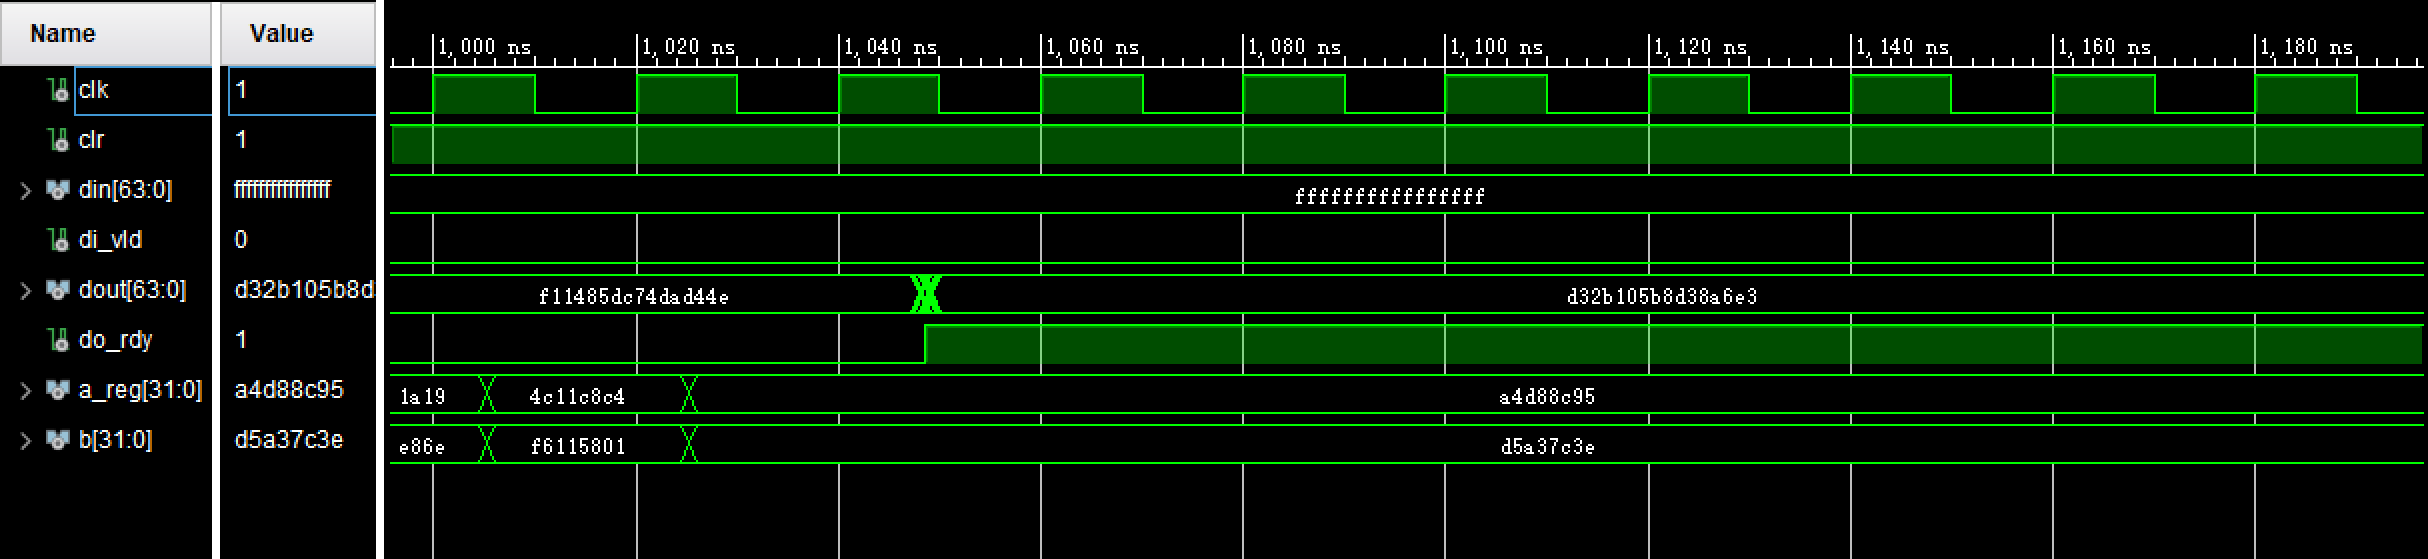 Name Value
1,000 ns 1,020 ns 1,040 ns 1,060 ns 1,080 ns 1,100 ns 1,120 ns 1,140 ns 1,160 ns 1,180 ns
clk 1
clr 1
din[63:0] ffffffffffffffff ffffffffffffffff
di_vld 0
dout[63:0] d32b105b8d f11485dc74dad44e d32b105b8d38a6e3
do_rdy 1
a_reg[31:0] a4d88c95 1a19 4c11c8c4 a4d88c95
b[31:0] d5a37c3e e86e f6115801 d5a37c3e